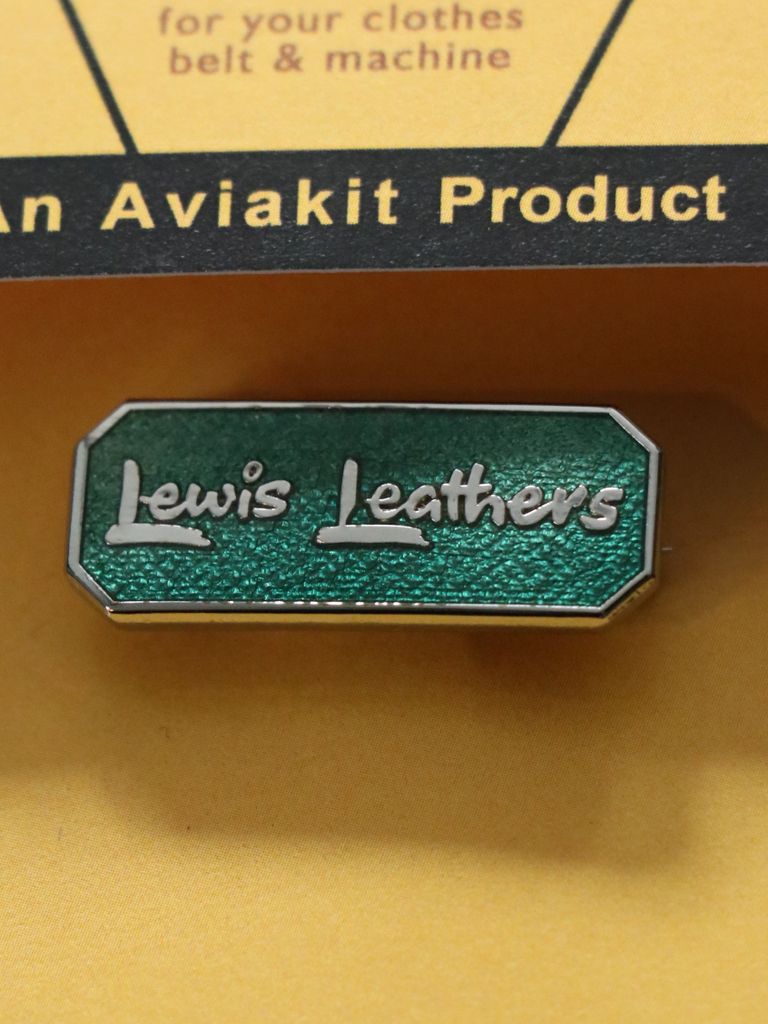 for your clothes
belt & machine
An Aviakit Product
Lewis Leathers